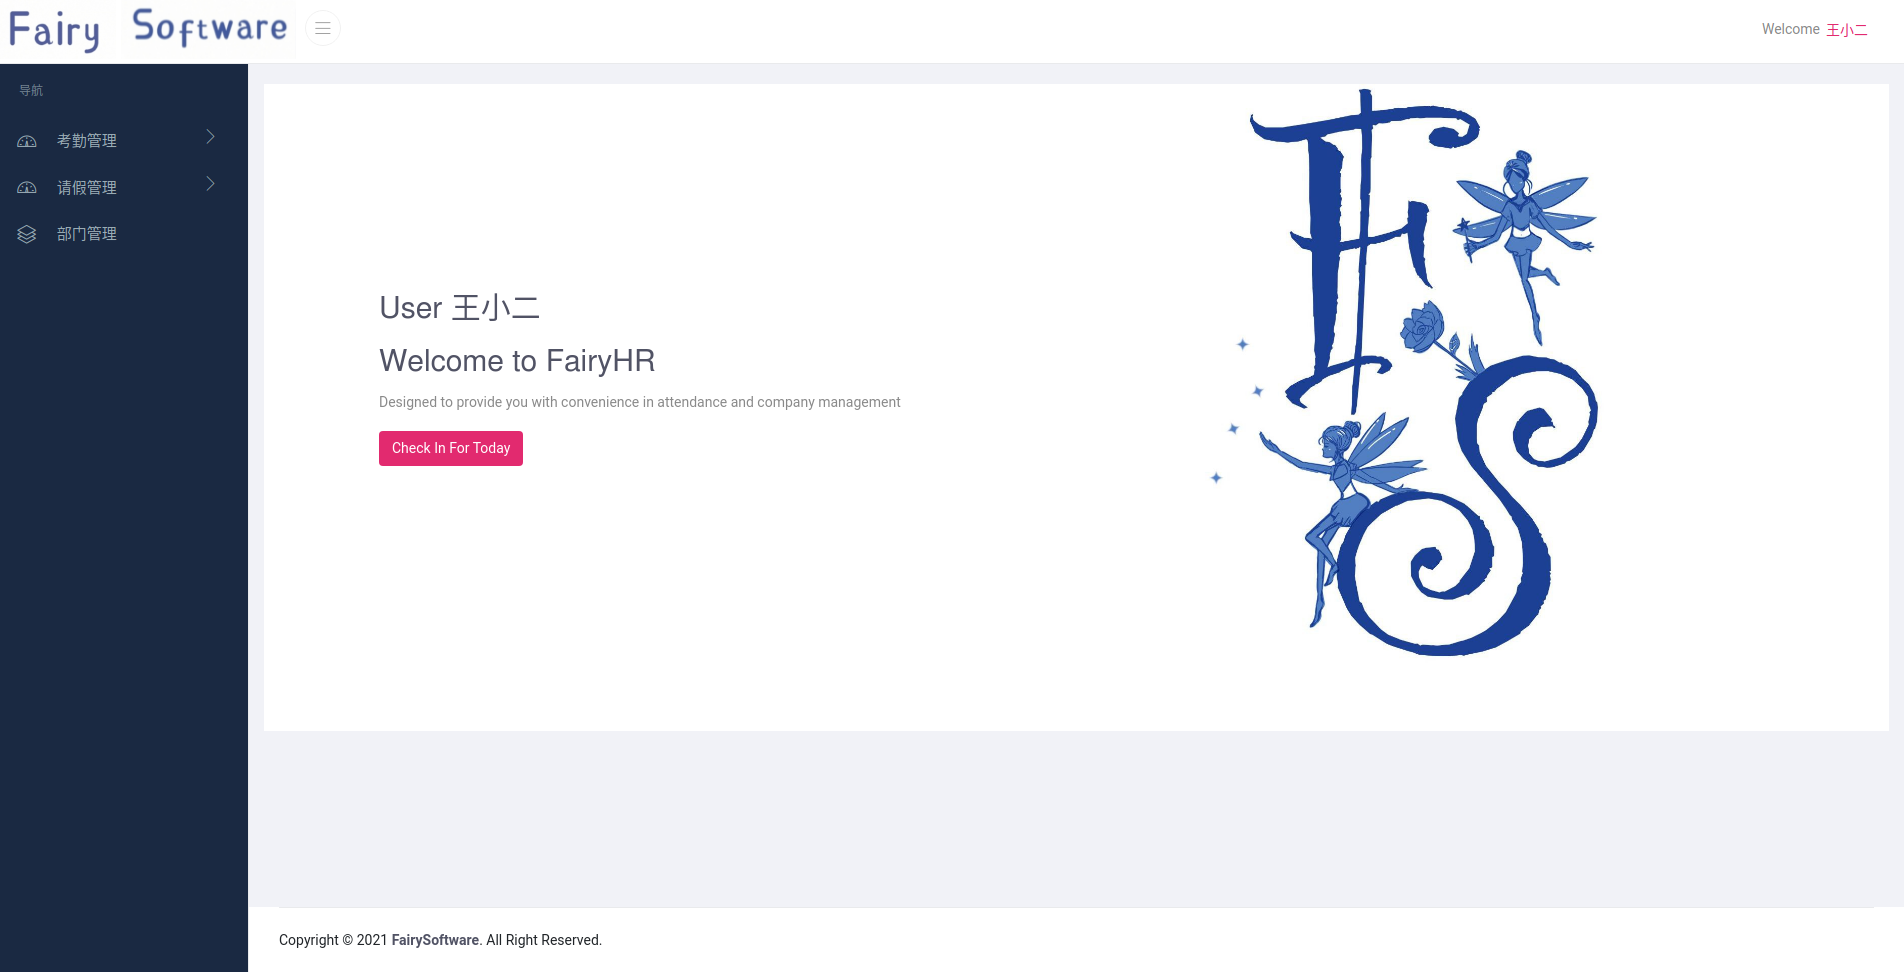 Fairy Software
Welcome 王小二
导航
考勤管理
请假管理
部门管理
User 王小二
Welcome to FairyHR
Designed to provide you with convenience in attendance and company management
Check In For Today
FS
Copyright © 2021 FairySoftware. All Right Reserved.